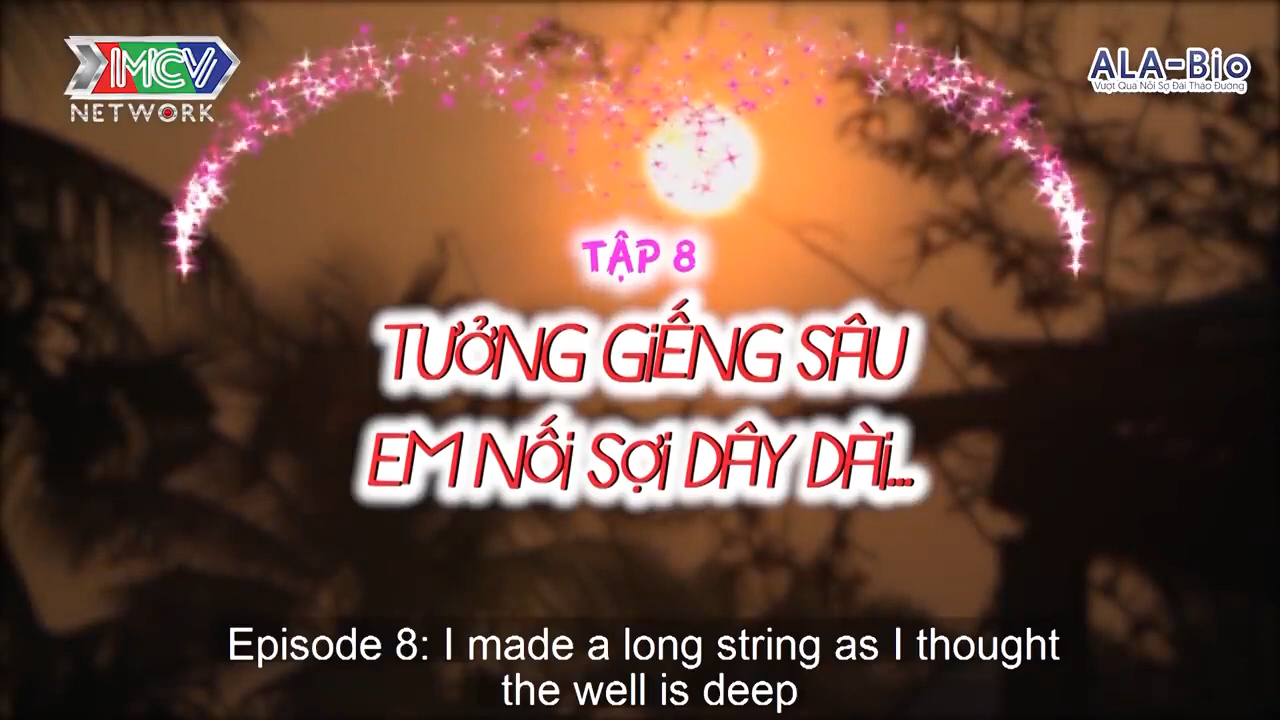 MCV
NETWORK
ALA-Bio
Vượt Qua Nỗi Sợ Đái Tháo Đường
TẬP 8
TƯỞNG GIẾNG SÂU
EM NỐI SỢI DÂY DÀI...
Episode 8: I made a long string as I thought
the well is deep